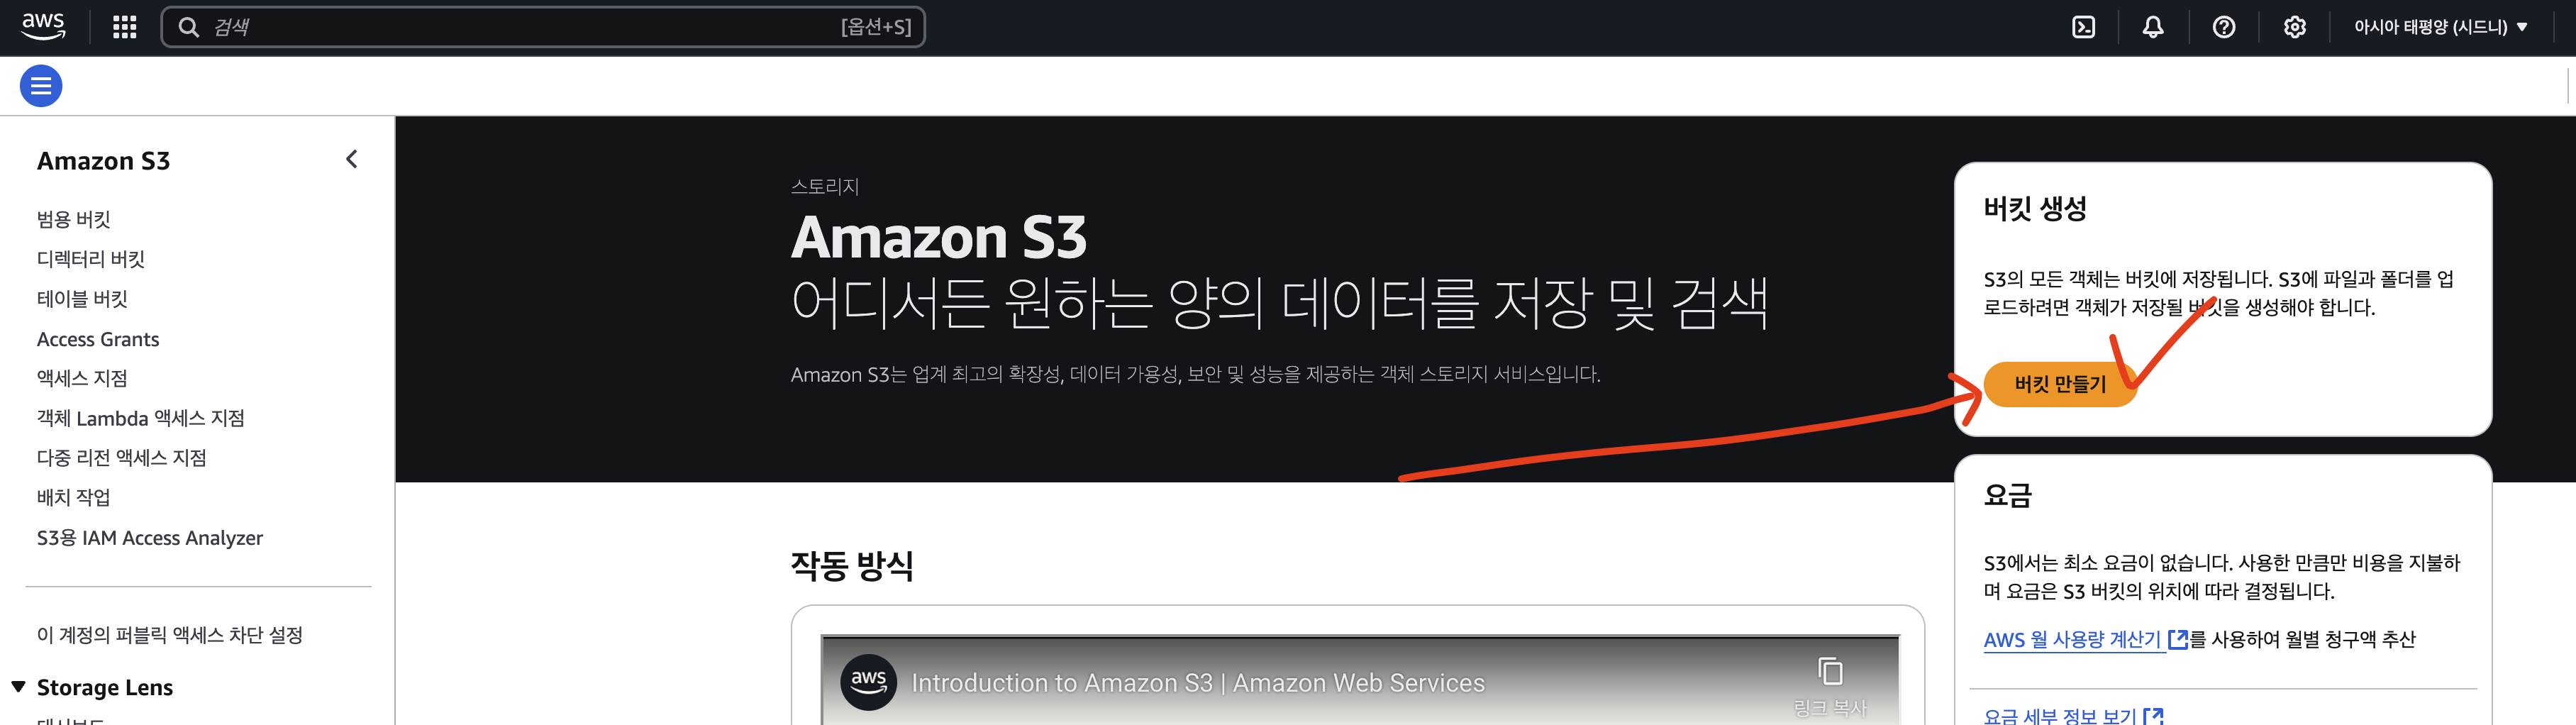 aws
검색
[옵션+S]
아시아 태평양 (시드니)
Amazon S3
범용 버킷
디렉터리 버킷
테이블 버킷
Access Grants
액세스 지점
객체 Lambda 액세스 지점
다중 리전 액세스 지점
배치 작업
S3용 IAM Access Analyzer
이 계정의 퍼블릭 액세스 차단 설정
Storage Lens
스토리지
Amazon S3
어디서든 원하는 양의 데이터를 저장 및 검색
Amazon S3는 업계 최고의 확장성, 데이터 가용성, 보안 및 성능을 제공하는 객체 스토리지 서비스입니다.
작동 방식
aws
Introduction to Amazon S3 | Amazon Web Services
링크 복사
버킷 생성
S3의 모든 객체는 버킷에 저장됩니다. S3에 파일과 폴더를 업
로드하려면 객체가 저장될 버킷을 생성해야 합니다.
버킷 만들기
요금
S3에서는 최소 요금이 없습니다. 사용한 만큼만 비용을 지불하
며 요금은 S3 버킷의 위치에 따라 결정됩니다.
AWS 월 사용량 계산기를 사용하여 월별 청구액 추산
요금 세부 정보 보기